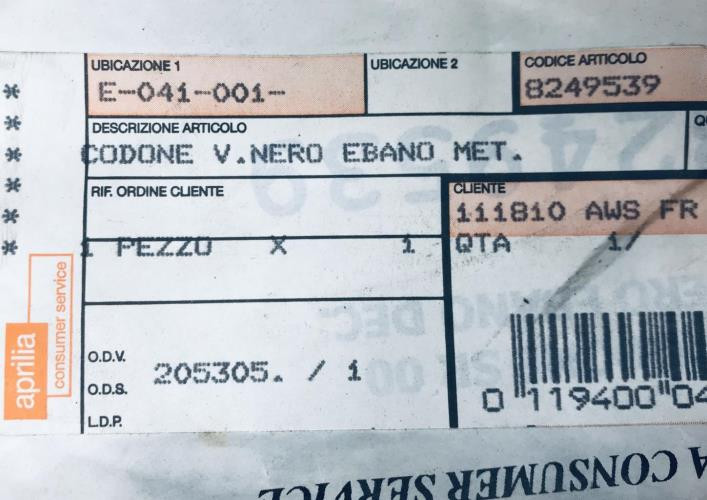 UBICAZIONE 1
E-041-001-
UBICAZIONE 2
CODICE ARTICOLO
8249539
DESCRIZIONE ARTICOLO
CODONE V.NERO EBANO MET.
RIF. ORDINE CLIENTE
CLIENTE
111810 AWS FR
1 PEZZO X 1
QTA 1/
O.D.V.
O.D.S.
L.D.P.
205305. / 1
0 119400 04
aprilia
consumer service
* * * * * *
A CONSUMER SERVICE